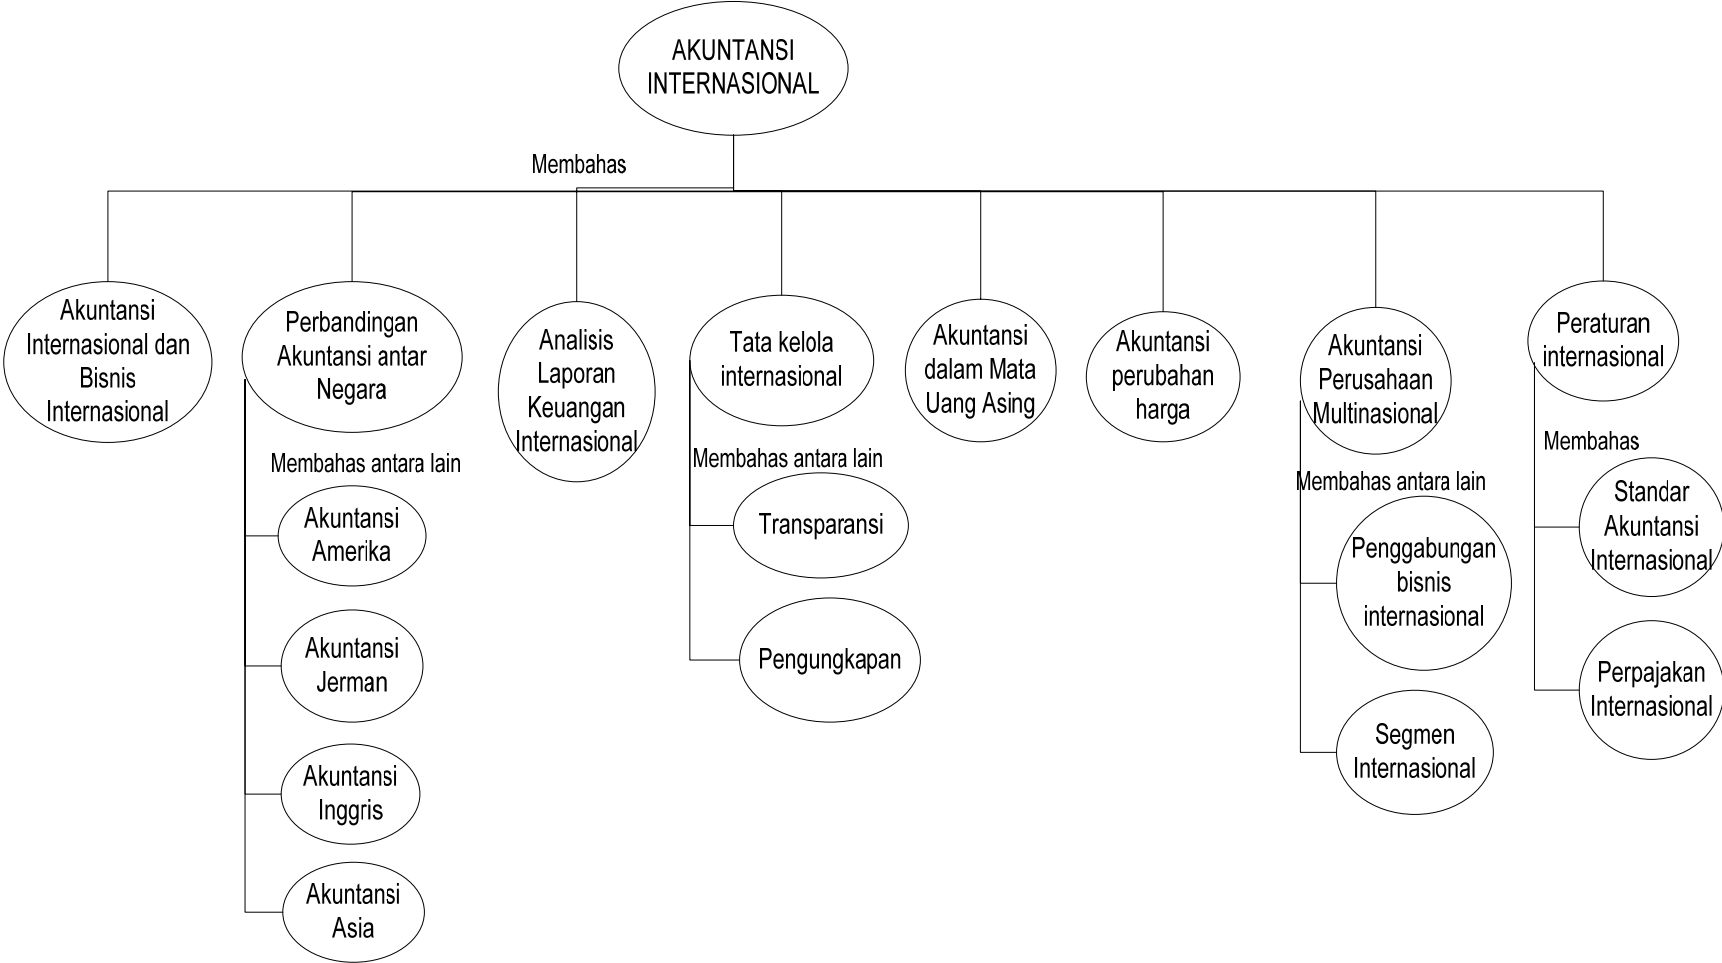 AKUNTANSI
INTERNASIONAL
Membahas
Akuntansi
Internasional dan
Bisnis
Internasional
Perbandingan
Akuntansi antar
Negara
Membahas antara lain
Akuntansi
Amerika
Akuntansi
Jerman
Akuntansi
Inggris
Akuntansi
Asia
Analisis
Laporan
Keuangan
Internasional
Tata kelola
internasional
Membahas antara lain
Transparansi
Pengungkapan
Akuntansi
dalam Mata
Uang Asing
Akuntansi
perubahan
harga
Akuntansi
Perusahaan
Multinasional
Membahas antara lain
Penggabungan
bisnis
internasional
Segmen
Internasional
Peraturan
internasional
Membahas
Standar
Akuntansi
Internasional
Perpajakan
Internasional